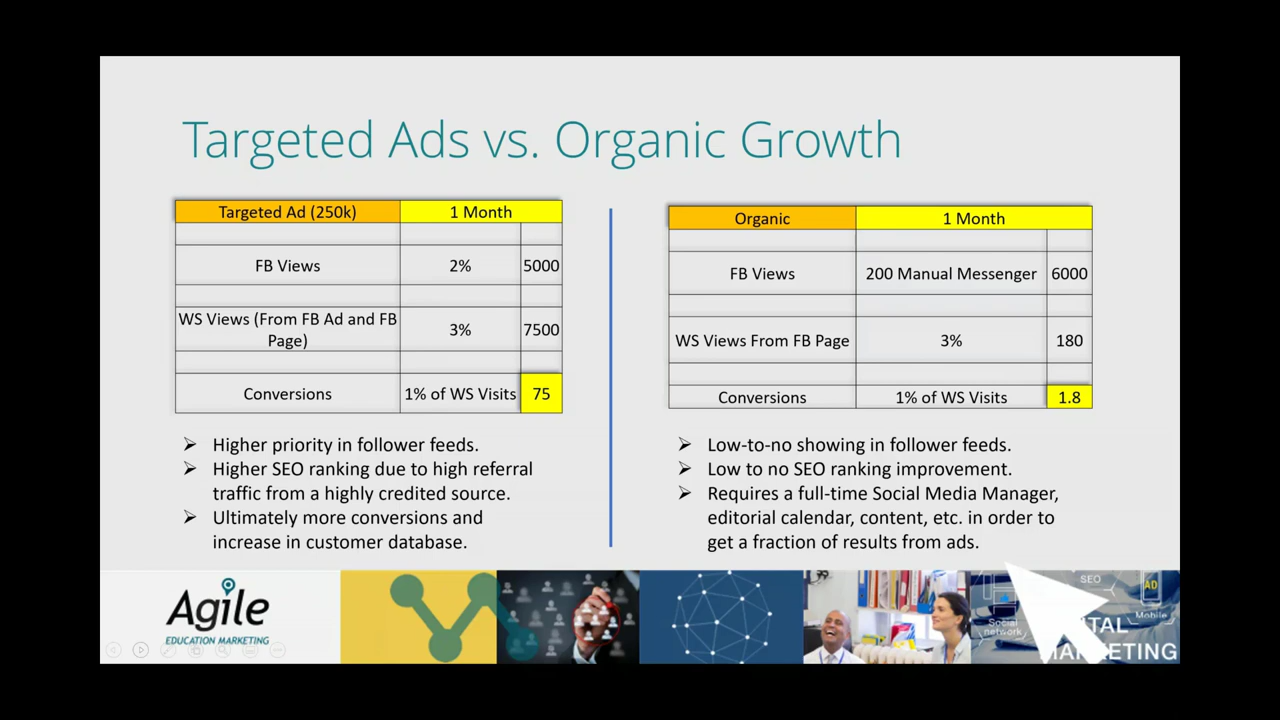 Targeted Ads vs. Organic Growth
Targeted Ad (250k) 1 Month
FB Views 2% 5000
WS Views (From FB Ad and FB
Page) 3% 7500
Conversions 1% of WS Visits 75
Organic 1 Month
FB Views 200 Manual Messenger 6000
WS Views From FB Page 3% 180
Conversions 1% of WS Visits 1.8
Higher priority in follower feeds.
Higher SEO ranking due to high referral
traffic from a highly credited source.
Ultimately more conversions and
increase in customer database.
Low-to-no showing in follower feeds.
Low to no SEO ranking improvement.
Requires a full-time Social Media Manager,
editorial calendar, content, etc. in order to
get a fraction of results from ads.
Agile
EDUCATION MARKETING
SEO
AD
Mobile
Social
network
ITAL
MARKETING